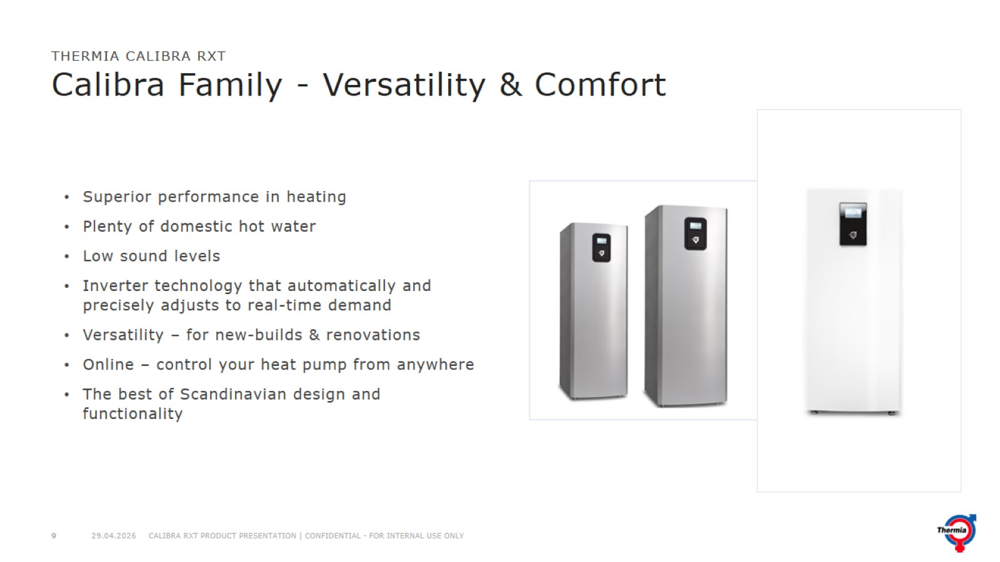 THERMIA CALIBRA RXT
Calibra Family - Versatility & Comfort
• Superior performance in heating
• Plenty of domestic hot water
• Low sound levels
• Inverter technology that automatically and
precisely adjusts to real-time demand
• Versatility – for new-builds & renovations
• Online – control your heat pump from anywhere
• The best of Scandinavian design and
functionality
9 29.04.2026 CALIBRA RXT PRODUCT PRESENTATION | CONFIDENTIAL - FOR INTERNAL USE ONLY
Thermia